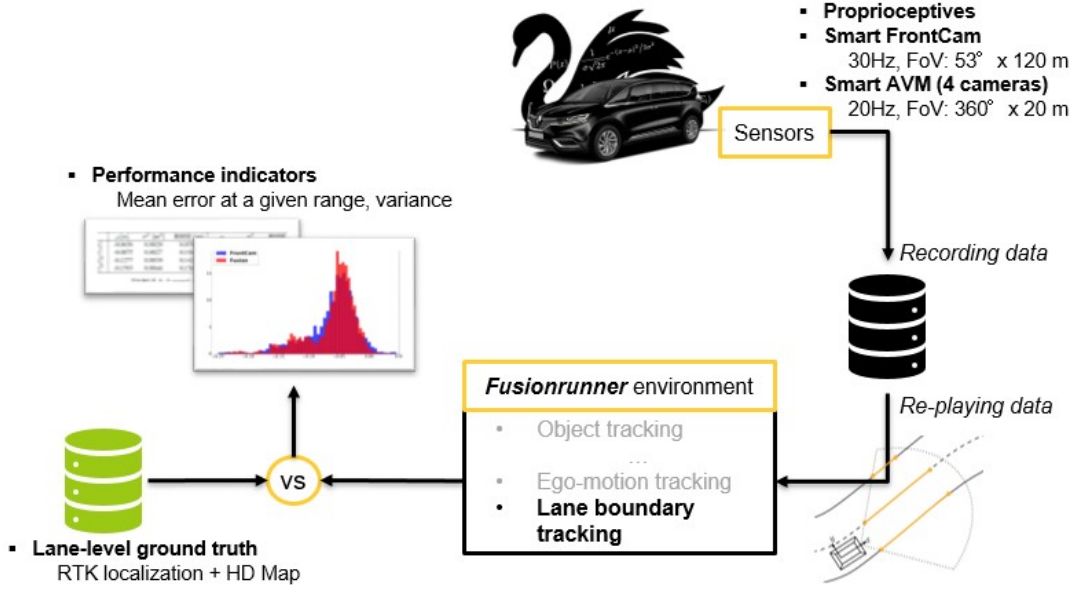 ▪ Proprioceptives
▪ Smart FrontCam
30Hz, FoV: 53° x 120 m
▪ Smart AVM (4 cameras)
20Hz, FoV: 360° x 20 m
Sensors
▪ Performance indicators
Mean error at a given range, variance
FrontCam
Fusion
Recording data
Re-playing data
Fusionrunner environment
• Object tracking
...
• Ego-motion tracking
• Lane boundary
tracking
vs
▪ Lane-level ground truth
RTK localization + HD Map